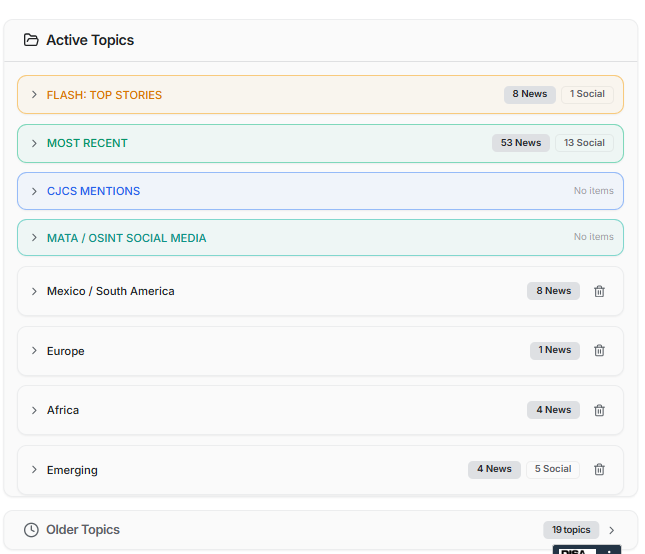 Active Topics
FLASH: TOP STORIES 8 News 1 Social
MOST RECENT 53 News 13 Social
CJCS MENTIONS No items
MATA / OSINT SOCIAL MEDIA No items
Mexico / South America 8 News
Europe 1 News
Africa 4 News
Emerging 4 News 5 Social
Older Topics 19 topics